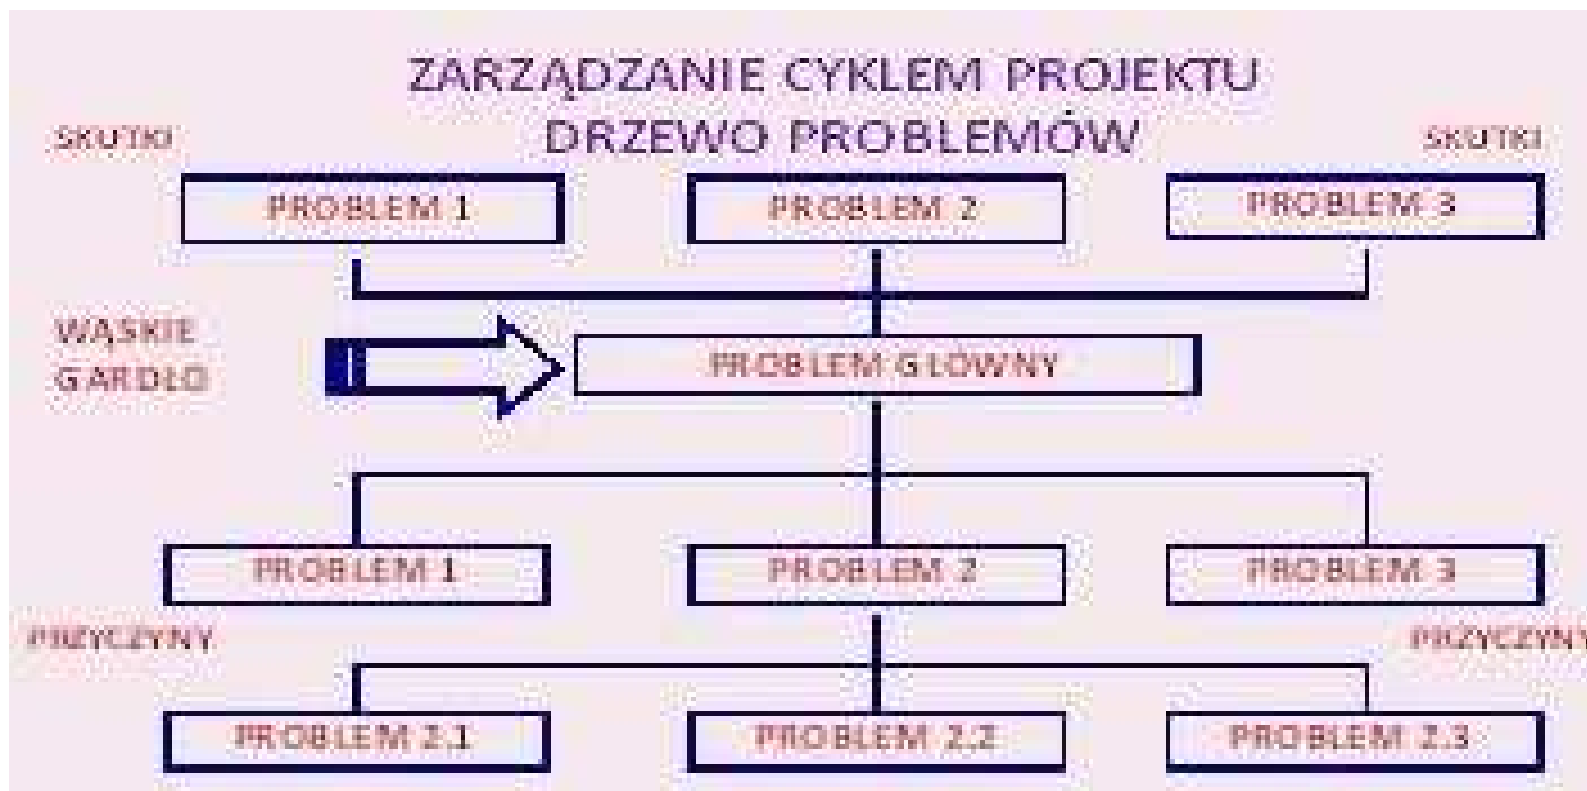 ZARZĄDZANIE CYKLEM PROJEKTU
DRZEWO PROBLEMÓW
SKUTKI SKUTKI
PROBLEM 1 PROBLEM 2 PROBLEM 3
WĄSKIE
GARDŁO
PROBLEM GŁÓWNY
PROBLEM 1 PROBLEM 2 PROBLEM 3
PRZYCZYNY PRZYCZYNY
PROBLEM 2.1 PROBLEM 2.2 PROBLEM 2.3